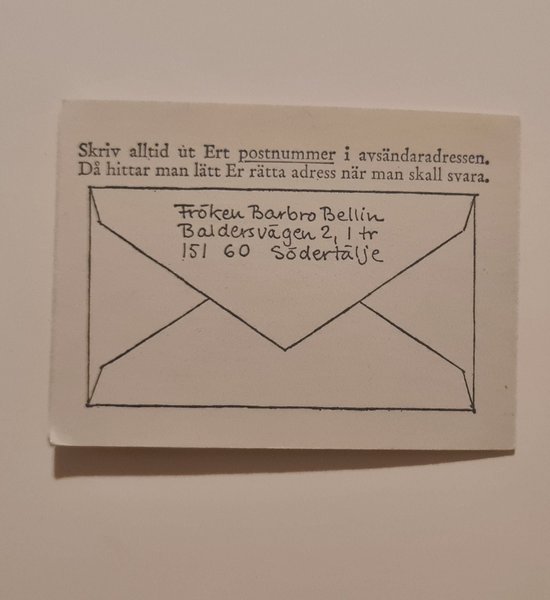 Skriv alltid ut Ert postnummer i avsändaradressen.
Då hittar man lätt Er rätta adress när man skall svara.
Fröken Barbro Bellin
Baldersvägen 2, 1 tr
151 60 Södertälje